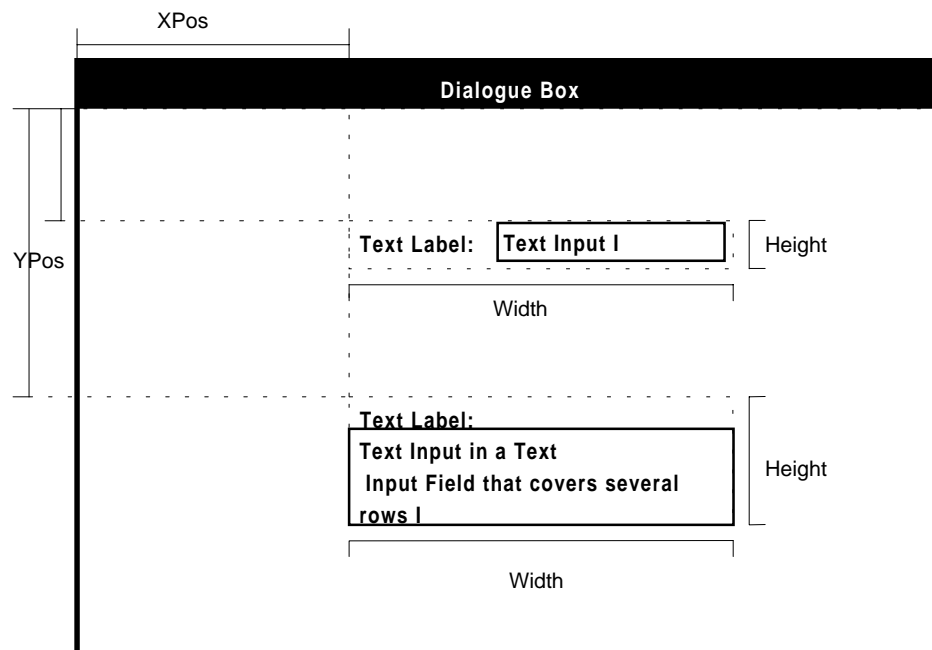 XPos
Dialogue Box
Text Label: Text Input I
Height
YPos
Width
Text Label:
Text Input in a Text
Input Field that covers several
rows I
Height
Width